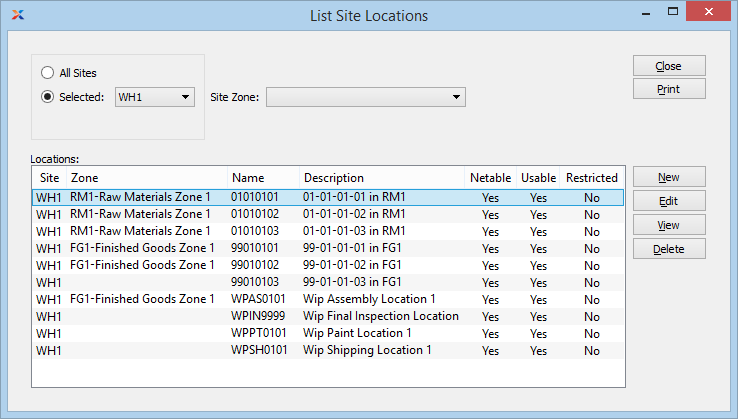 List Site Locations
All Sites
Selected: WH1 Site Zone:
Close
Print
Locations:
Site Zone Name Description Netable Usable Restricted
WH1 RM1-Raw Materials Zone 1 01010101 01-01-01-01 in RM1 Yes Yes No
WH1 RM1-Raw Materials Zone 1 01010102 01-01-01-02 in RM1 Yes Yes No
WH1 RM1-Raw Materials Zone 1 01010103 01-01-01-03 in RM1 Yes Yes No
WH1 FG1-Finished Goods Zone 1 99010101 99-01-01-01 in FG1 Yes Yes No
WH1 FG1-Finished Goods Zone 1 99010102 99-01-01-02 in FG1 Yes Yes No
WH1 99010103 99-01-01-03 in FG1 Yes Yes No
WH1 FG1-Finished Goods Zone 1 WPAS0101 Wip Assembly Location 1 Yes Yes No
WH1 WPIN9999 Wip Final Inspection Location Yes Yes No
WH1 WPPT0101 Wip Paint Location 1 Yes Yes No
WH1 WPSH0101 Wip Shipping Location 1 Yes Yes No
New
Edit
View
Delete